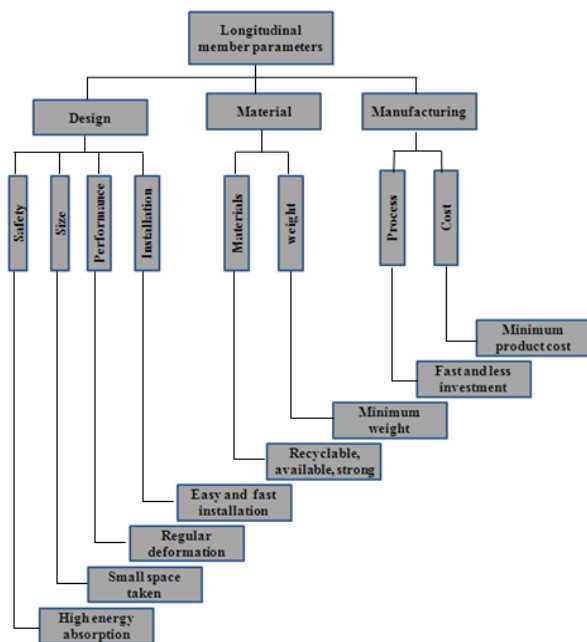 Longitudinal
member parameters
Design
Material
Manufacturing
Safety
Size
Performance
Installation
Materials
weight
Process
Cost
Minimum
product cost
Fast and less
investment
Minimum
weight
Recyclable,
available, strong
Easy and fast
installation
Regular
deformation
Small space
taken
High energy
absorption